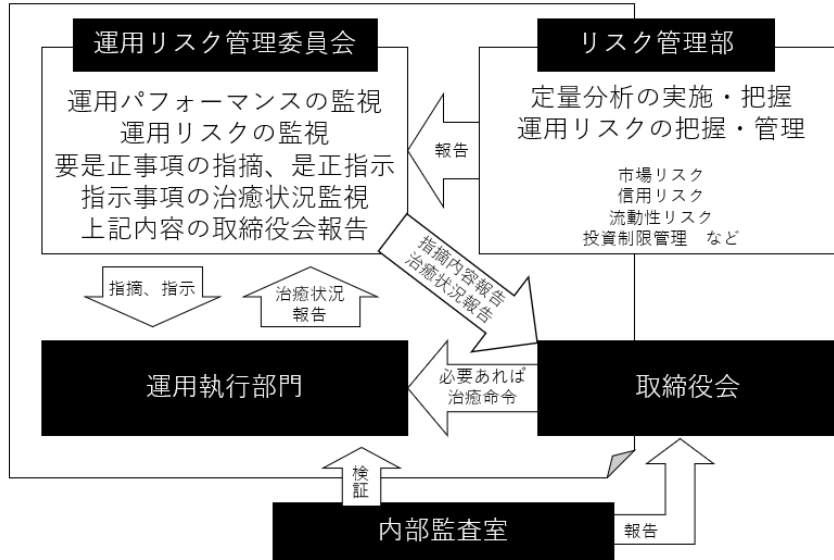 運用リスク管理委員会
運用パフォーマンスの監視
運用リスクの監視
要是正事項の指摘、是正指示
指示事項の治癒状況監視
上記内容の取締役会報告
リスク管理部
定量分析の実施・把握
運用リスクの把握・管理
市場リスク
信用リスク
流動性リスク
投資制限管理　など
報告
指摘内容報告
治癒状況報告
指摘、指示
治癒状況
報告
運用執行部門
必要あれば
治癒命令
取締役会
検証
内部監査室
報告